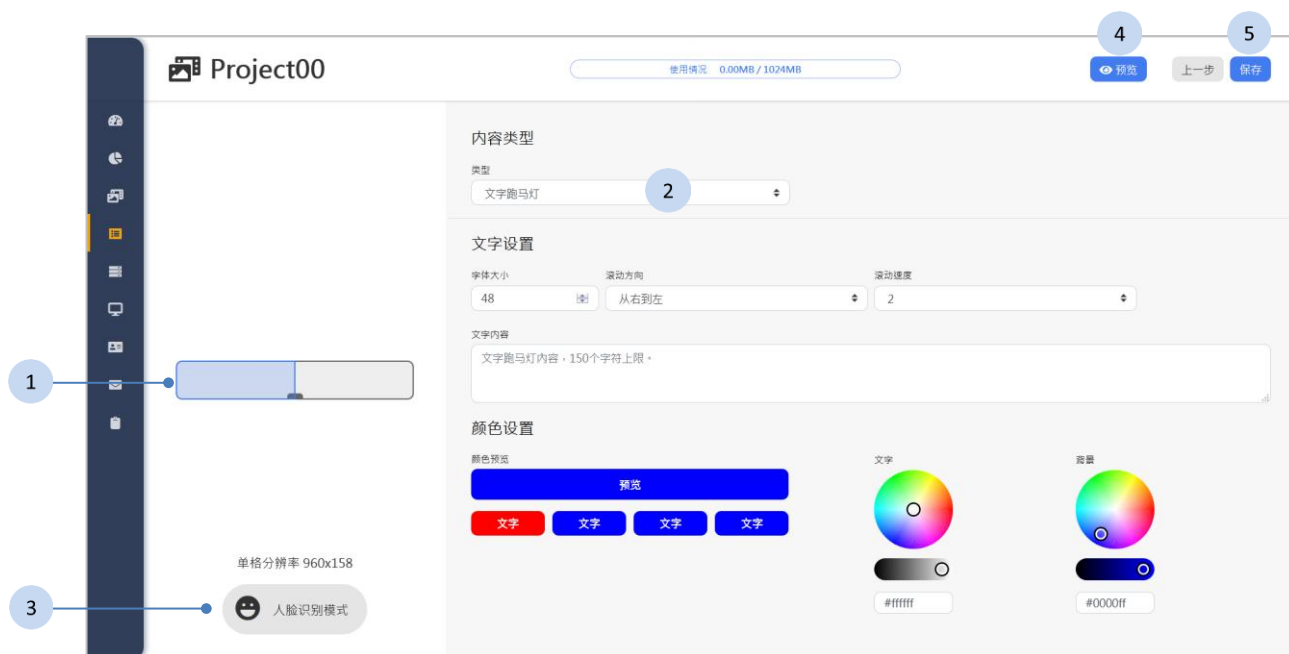 4
5
Project00
使用情况 0.00MB / 1024MB
预览
上一步
保存
内容类型
类型
文字跑马灯
2
文字设置
字体大小
滚动方向
滚动速度
48
从右到左
2
文字内容
文字跑马灯内容，150个字符上限。
1
颜色设置
颜色预览
文字
背景
预览
文字
文字
文字
文字
单格分辨率 960x158
3
人脸识别模式
#ffffff
#0000ff